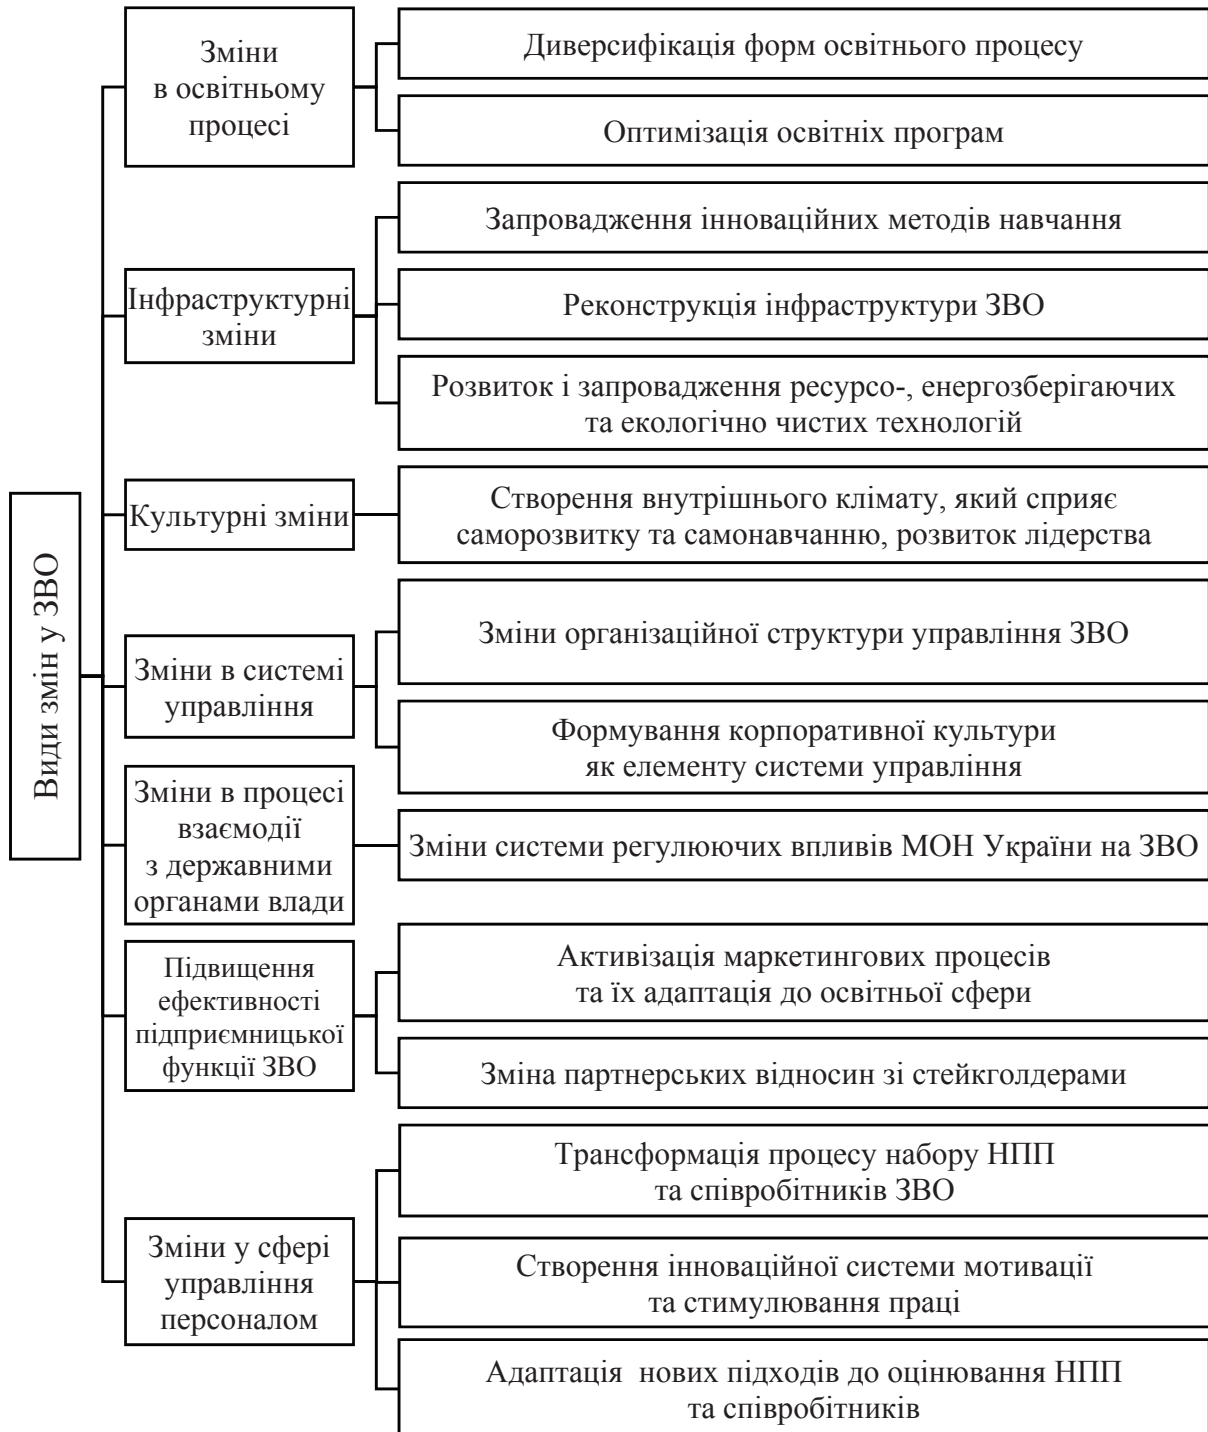 Види змін у ЗВО
Зміни
в освітньому
процесі
Диверсифікація форм освітнього процесу
Оптимізація освітніх програм
Інфраструктурні
зміни
Запровадження інноваційних методів навчання
Реконструкція інфраструктури ЗВО
Розвиток і запровадження ресурсо-, енергозберігаючих
та екологічно чистих технологій
Культурні зміни
Створення внутрішнього клімату, який сприяє
саморозвитку та самонавчанню, розвиток лідерства
Зміни в системі
управління
Зміни організаційної структури управління ЗВО
Формування корпоративної культури
як елементу системи управління
Зміни в процесі
взаємодії
з державними
органами влади
Зміни системи регулюючих впливів МОН України на ЗВО
Підвищення
ефективності
підприємницької
функції ЗВО
Активізація маркетингових процесів
та їх адаптація до освітньої сфери
Зміна партнерських відносин зі стейкголдерами
Зміни у сфері
управління
персоналом
Трансформація процесу набору НПП
та співробітників ЗВО
Створення інноваційної системи мотивації
та стимулювання праці
Адаптація нових підходів до оцінювання НПП
та співробітників